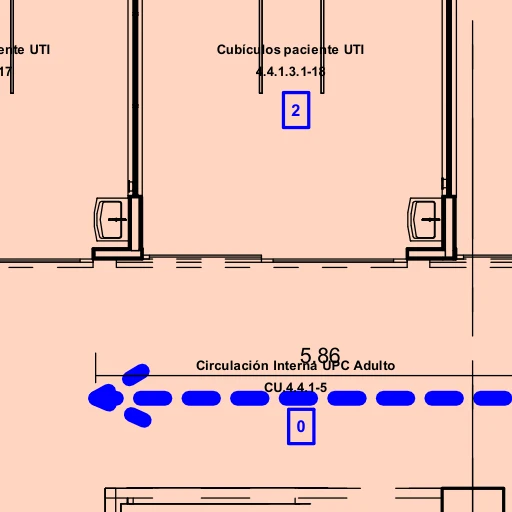 ente UTI
17
Cubículos paciente UTI
4.4.1.3.1-18
2
5.86
Circulación Interna UPC Adulto
CU.4.4.1-5
0